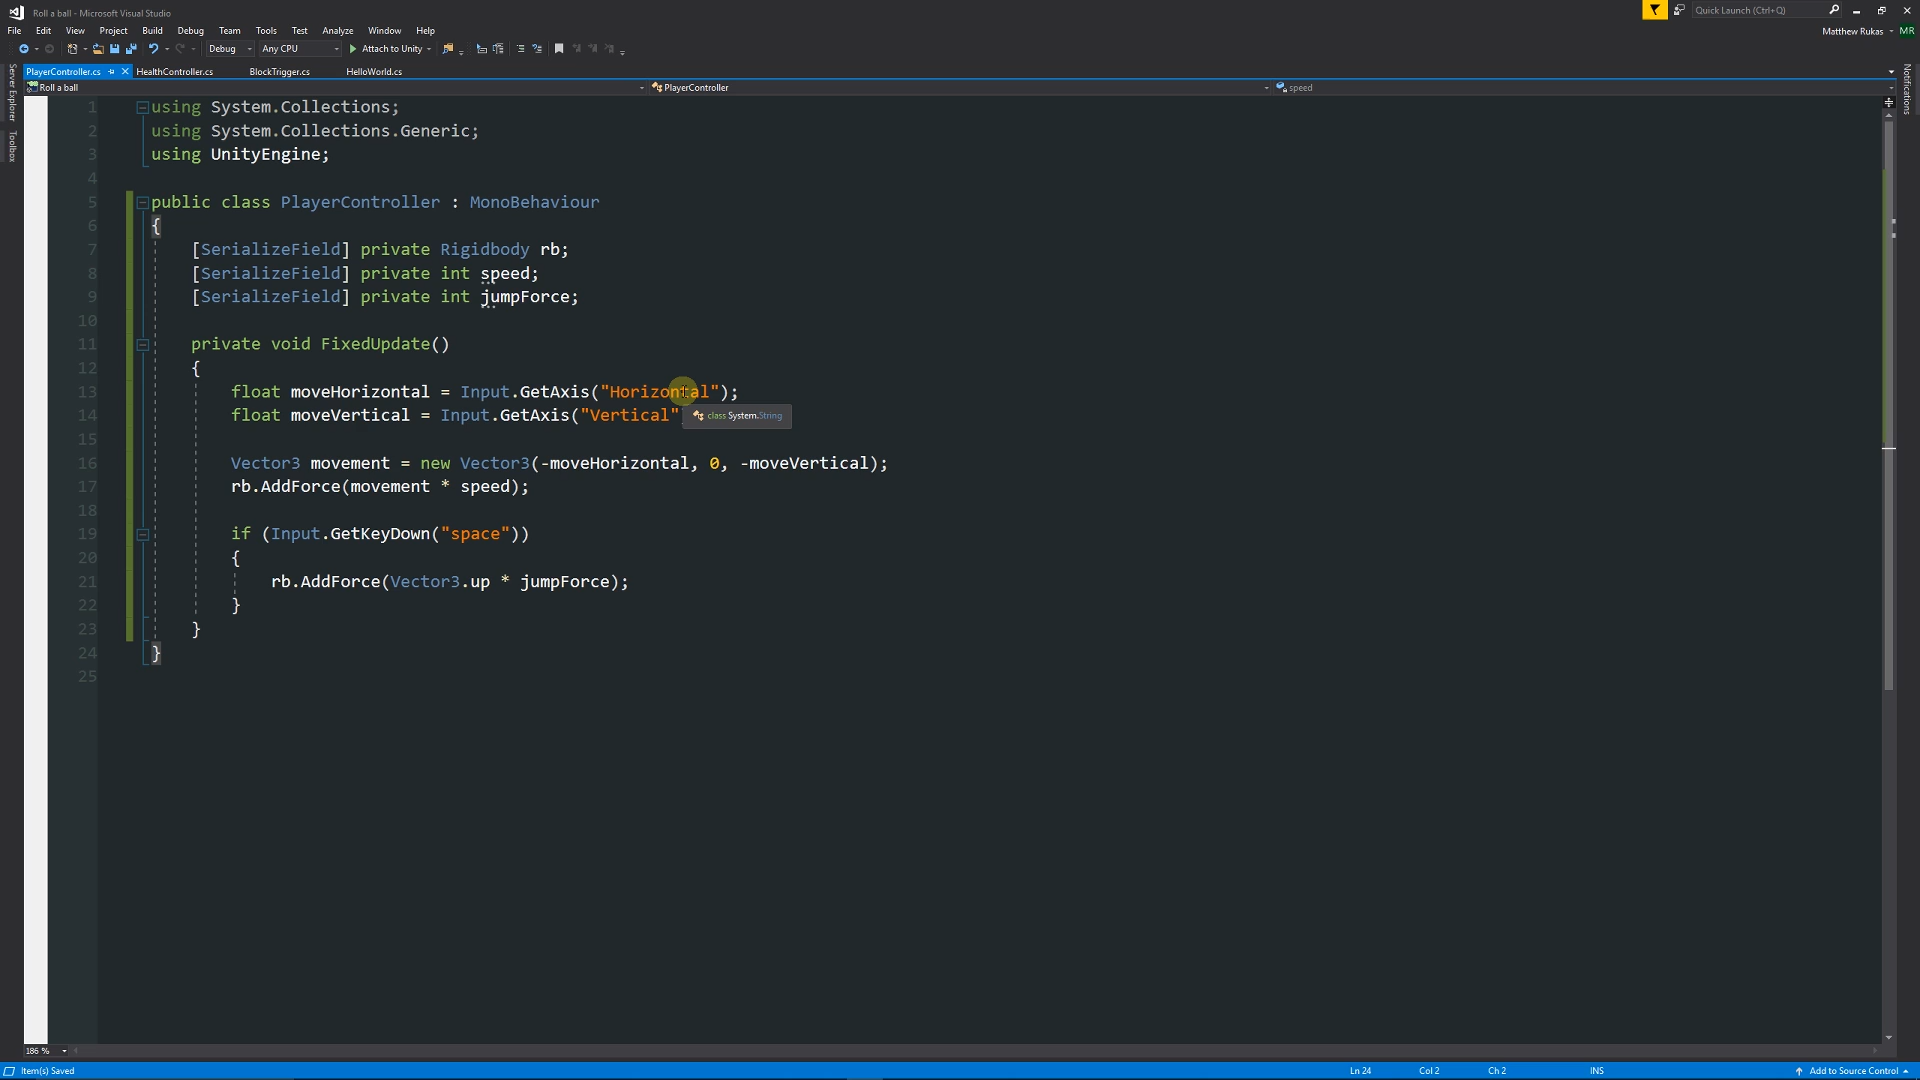 Roll a ball - Microsoft Visual Studio
Quick Launch (Ctrl+Q)
File Edit View Project Build Debug Team Tools Test Analyze Window Help
Matthew Rukas MR
Debug Any CPU Attach to Unity
PlayerController.cs HealthController.cs BlockTrigger.cs HelloWorld.cs
Roll a ball PlayerController speed
Server Explorer
Toolbox
Notifications
1 using System.Collections;
2 using System.Collections.Generic;
3 using UnityEngine;
4
5 public class PlayerController : MonoBehaviour
6 {
7 [SerializeField] private Rigidbody rb;
8 [SerializeField] private int speed;
9 [SerializeField] private int jumpForce;
10
11 private void FixedUpdate()
12 {
13 float moveHorizontal = Input.GetAxis("Horizontal");
14 float moveVertical = Input.GetAxis("Vertical"
class System.String
15
16 Vector3 movement = new Vector3(-moveHorizontal, 0, -moveVertical);
17 rb.AddForce(movement * speed);
18
19 if (Input.GetKeyDown("space"))
20 {
21 rb.AddForce(Vector3.up * jumpForce);
22 }
23 }
24 }
25
186 %
Item(s) Saved Ln 24 Col 2 Ch 2 INS Add to Source Control